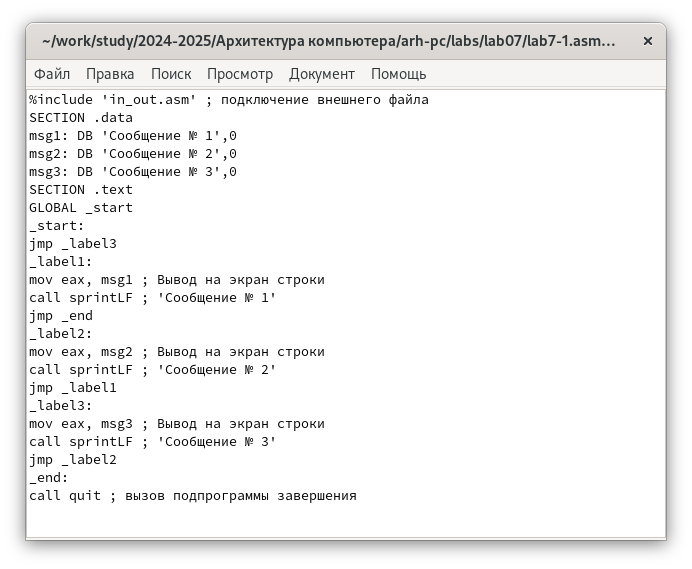 ~/work/study/2024-2025/Архитектура компьютера/arh-pc/labs/lab07/lab7-1.asm...
Файл Правка Поиск Просмотр Документ Помощь
%include 'in_out.asm' ; подключение внешнего файла
SECTION .data
msg1: DB 'Сообщение № 1',0
msg2: DB 'Сообщение № 2',0
msg3: DB 'Сообщение № 3',0
SECTION .text
GLOBAL _start
_start:
jmp _label3
_label1:
mov eax, msg1 ; Вывод на экран строки
call sprintLF ; 'Сообщение № 1'
jmp _end
_label2:
mov eax, msg2 ; Вывод на экран строки
call sprintLF ; 'Сообщение № 2'
jmp _label1
_label3:
mov eax, msg3 ; Вывод на экран строки
call sprintLF ; 'Сообщение № 3'
jmp _label2
_end:
call quit ; вызов подпрограммы завершения